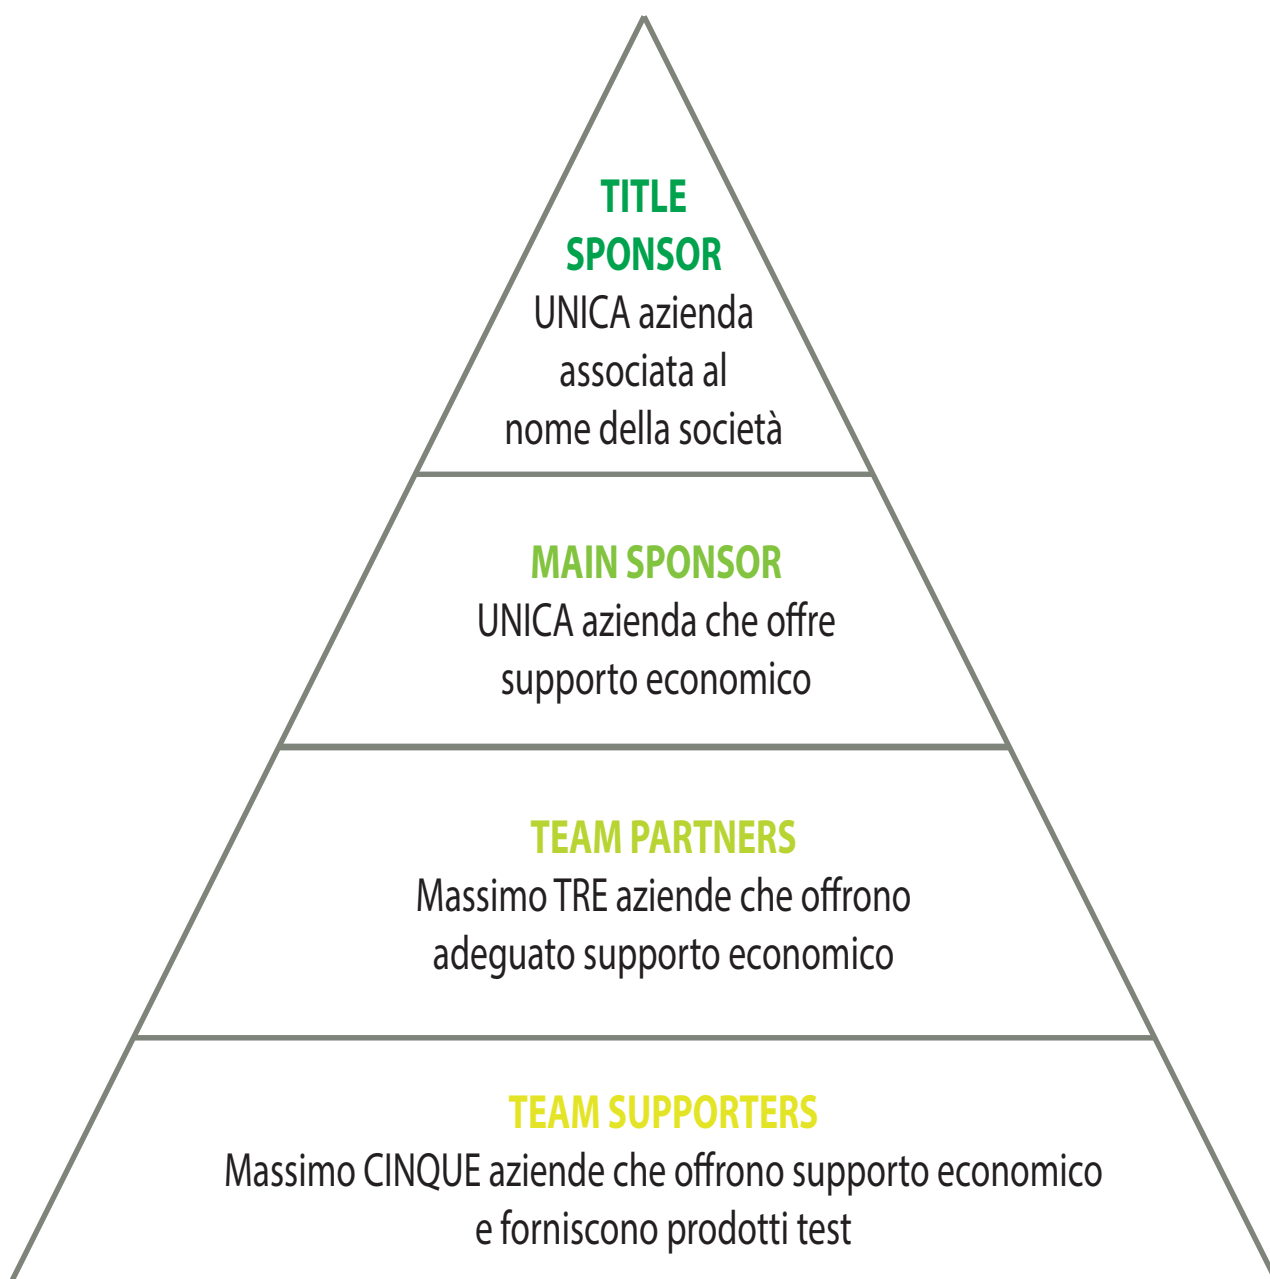 TITLE
SPONSOR
UNICA azienda
associata al
nome della società
MAIN SPONSOR
UNICA azienda che offre
supporto economico
TEAM PARTNERS
Massimo TRE aziende che offrono
adeguato supporto economico
TEAM SUPPORTERS
Massimo CINQUE aziende che offrono supporto economico
e forniscono prodotti test